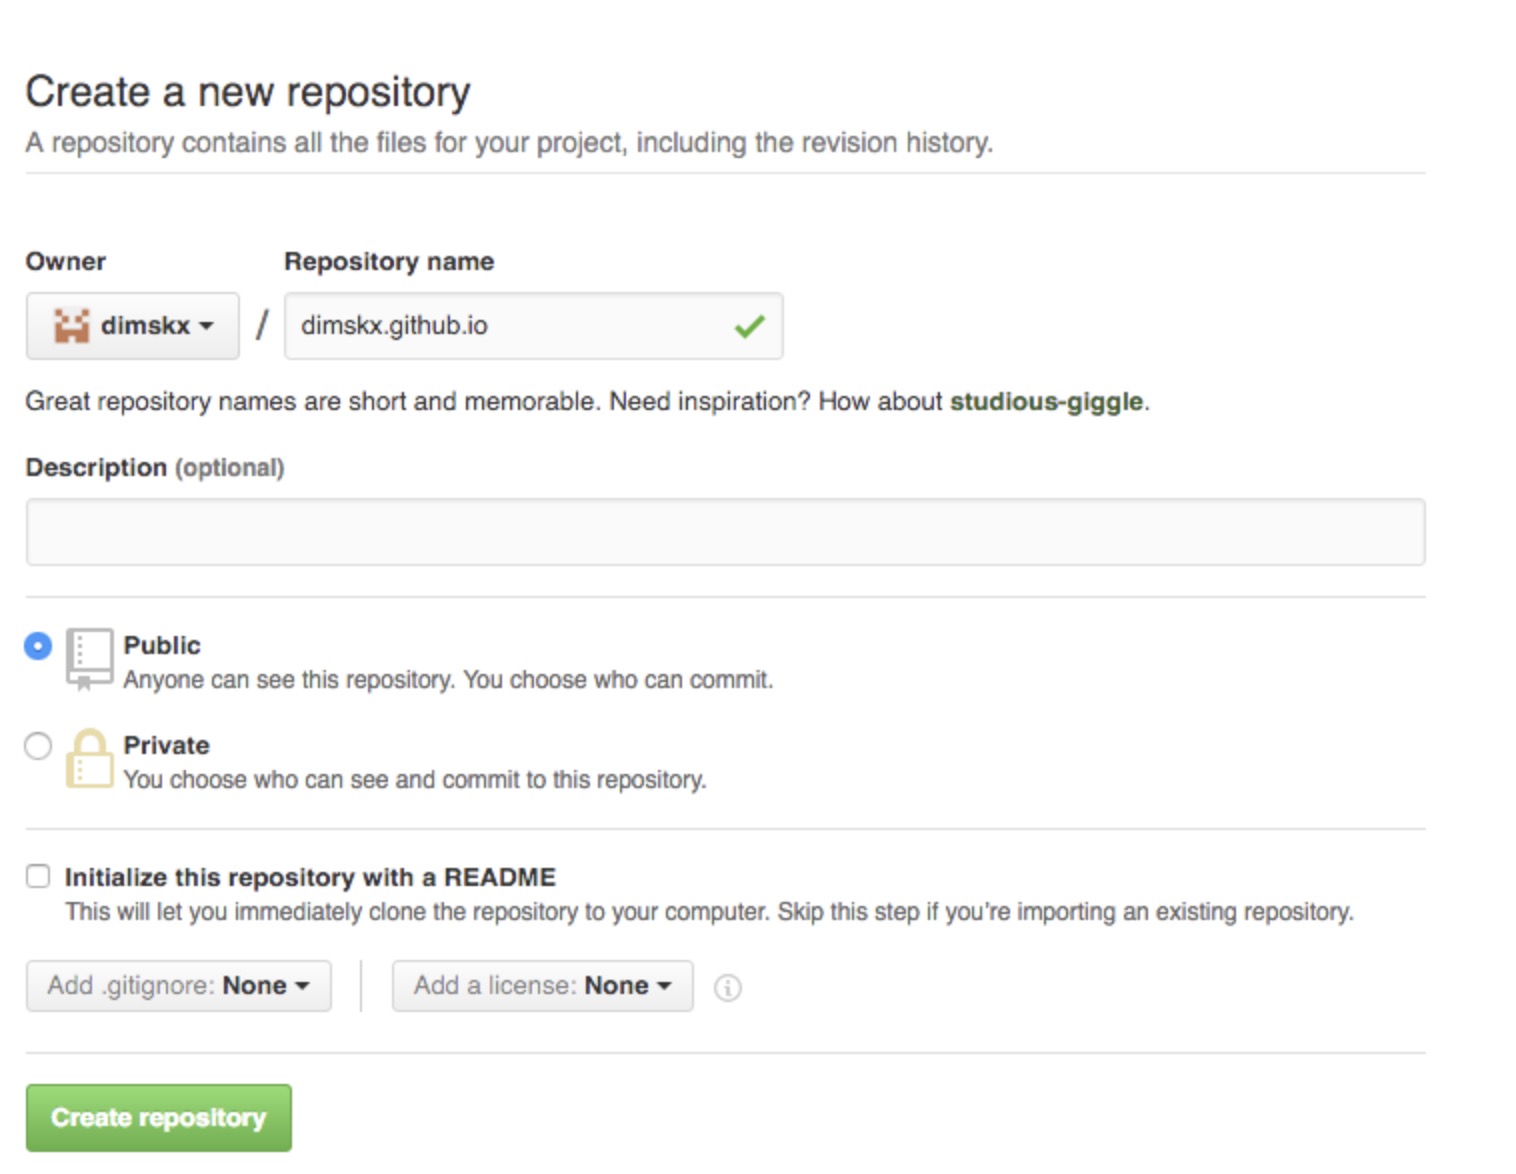 Create a new repository
A repository contains all the files for your project, including the revision history.
Owner Repository name
dimskx / dimskx.github.io
Great repository names are short and memorable. Need inspiration? How about studious-giggle.
Description (optional)
Public
Anyone can see this repository. You choose who can commit.
Private
You choose who can see and commit to this repository.
Initialize this repository with a README
This will let you immediately clone the repository to your computer. Skip this step if you're importing an existing repository.
Add .gitignore: None Add a license: None
Create repository